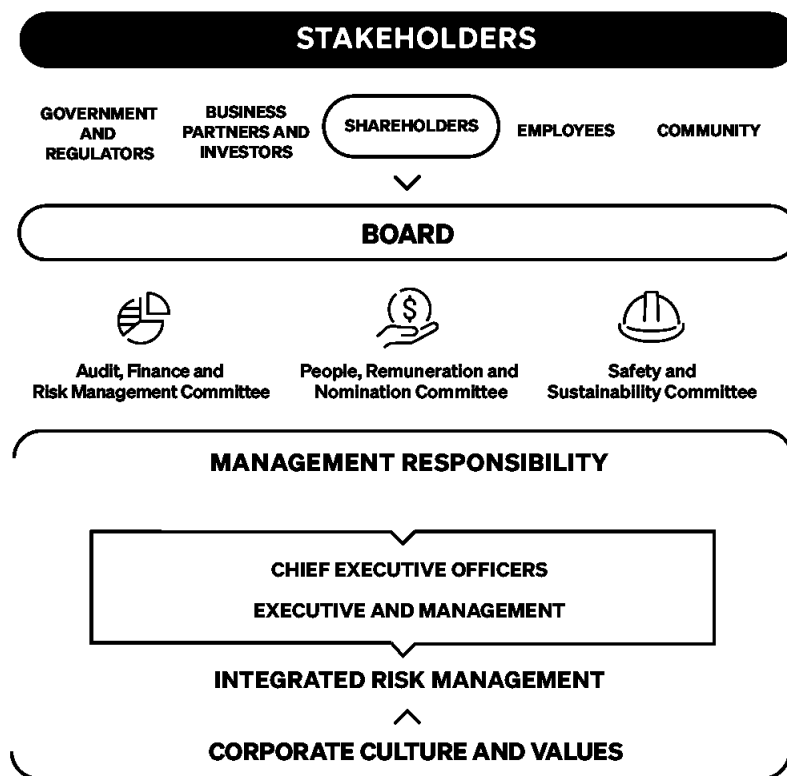 STAKEHOLDERS
GOVERNMENT
AND
REGULATORS
BUSINESS
PARTNERS AND
INVESTORS
SHAREHOLDERS
EMPLOYEES
COMMUNITY
BOARD
Audit, Finance and
Risk Management Committee
People, Remuneration and
Nomination Committee
Safety and
Sustainability Committee
MANAGEMENT RESPONSIBILITY
CHIEF EXECUTIVE OFFICERS
EXECUTIVE AND MANAGEMENT
INTEGRATED RISK MANAGEMENT
CORPORATE CULTURE AND VALUES